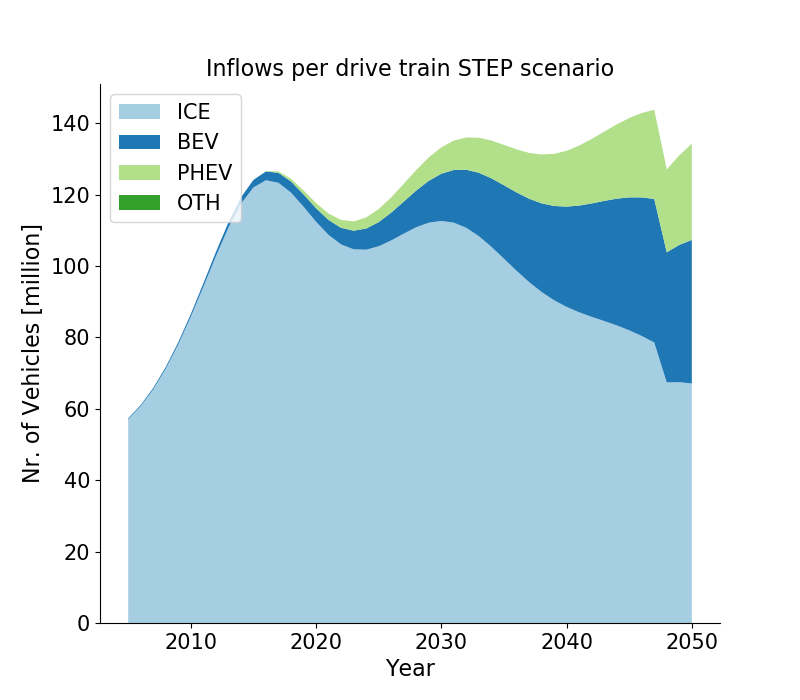 Inflows per drive train STEP scenario
ICE
BEV
PHEV
OTH
Nr. of Vehicles [million]
140
120
100
80
60
40
20
0
2010 2020 2030 2040 2050
Year